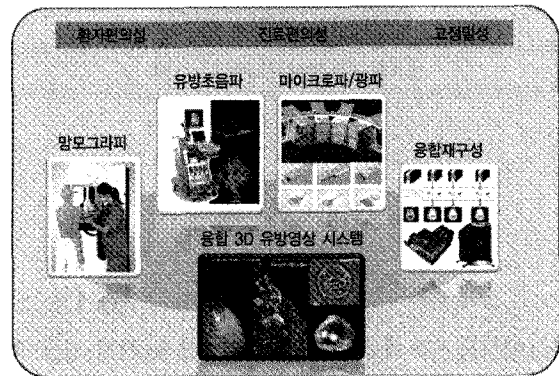 환자편의성 진료편의성 고정밀성
유방초음파 마이크로파/광파
맘모그라피 융합재구성
융합 3D 유방영상 시스템